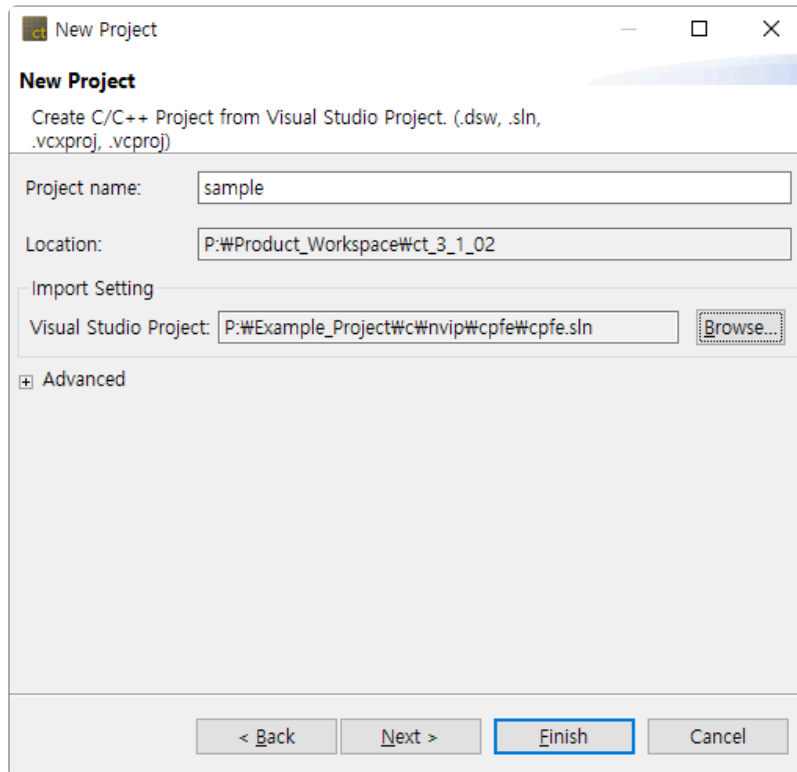 ct New Project
New Project
Create C/C++ Project from Visual Studio Project. (.dsw, .sln,
.vcxproj, .vcproj)
Project name: sample
Location: P:₩Product_Workspace₩ct_3_1_02
Import Setting
Visual Studio Project: P:₩Example_Project₩c₩nvip₩cpfe₩cpfe.sln Browse...
Advanced
< Back Next > Finish Cancel